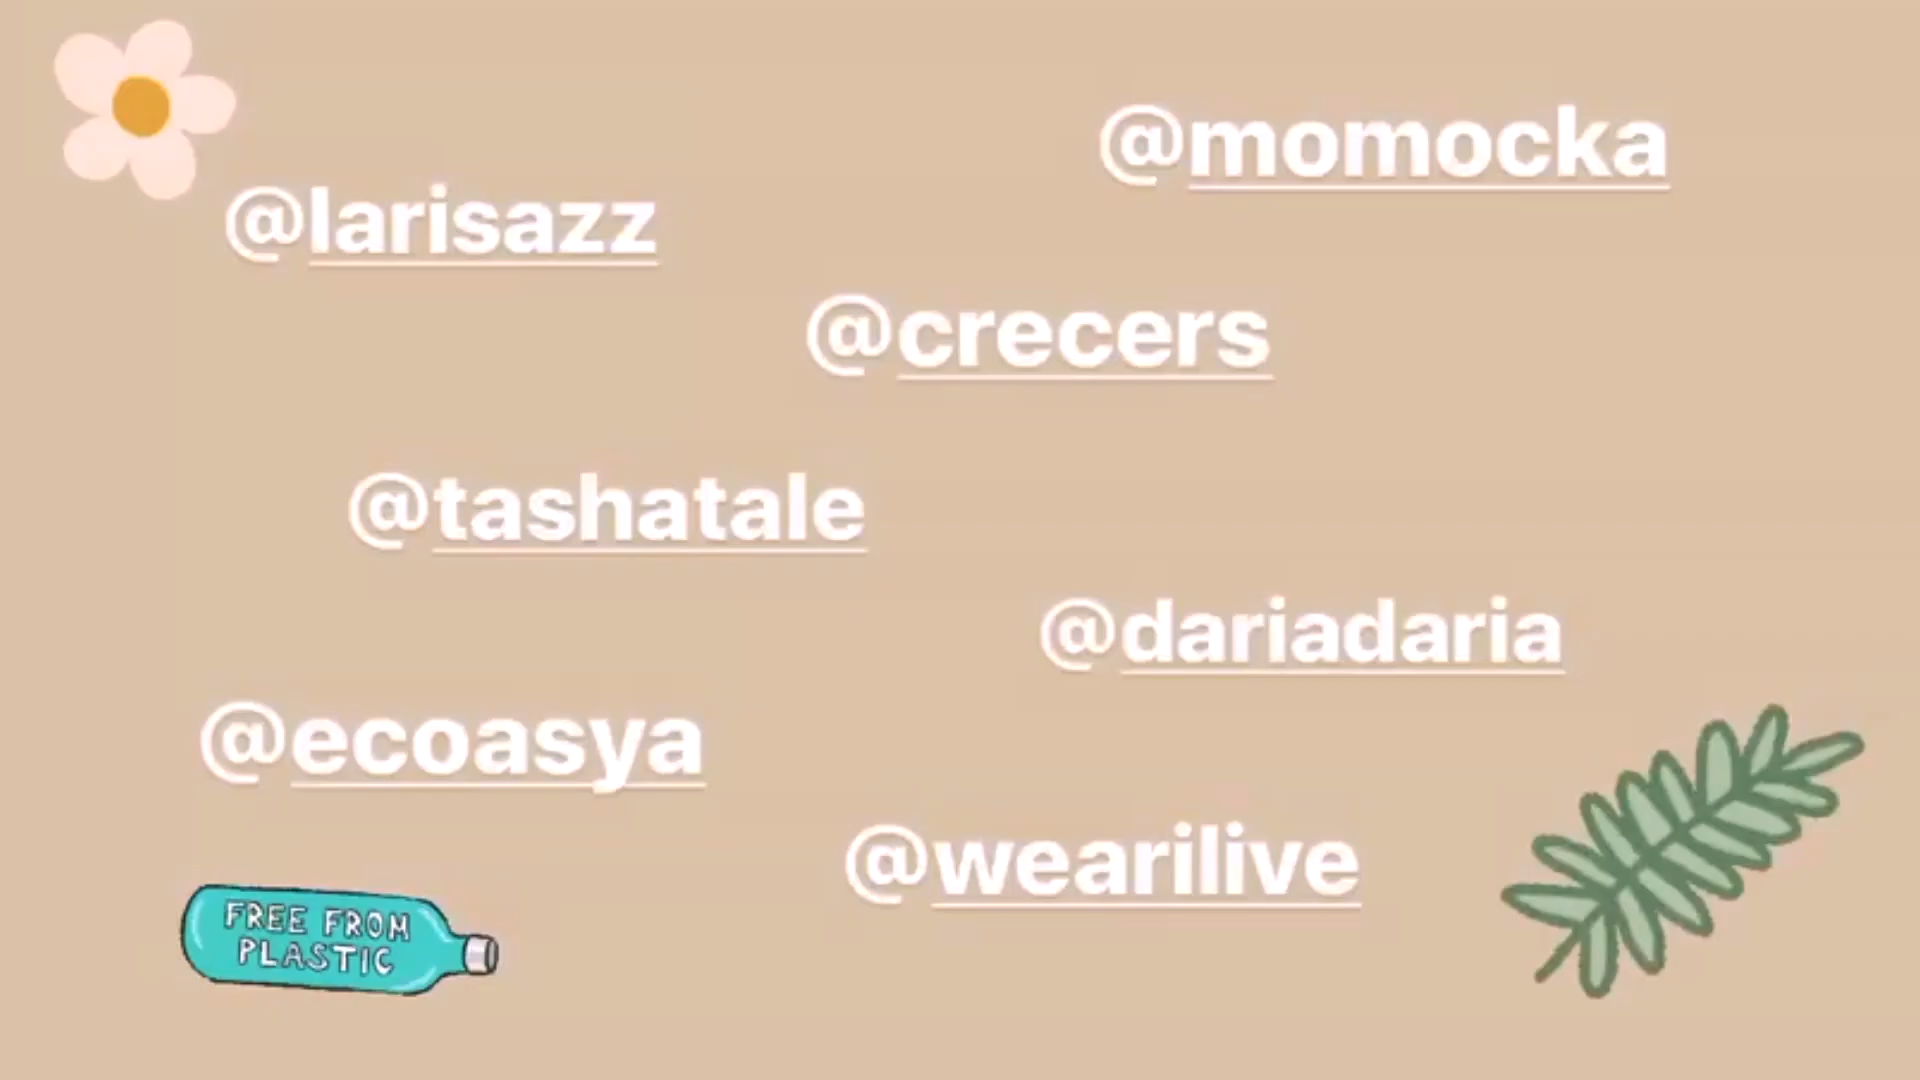 @momocka
@larisazz
@crecers
@tashatale
@dariadaria
@ecoasya
@wearilive
FREE FROM
PLASTIC